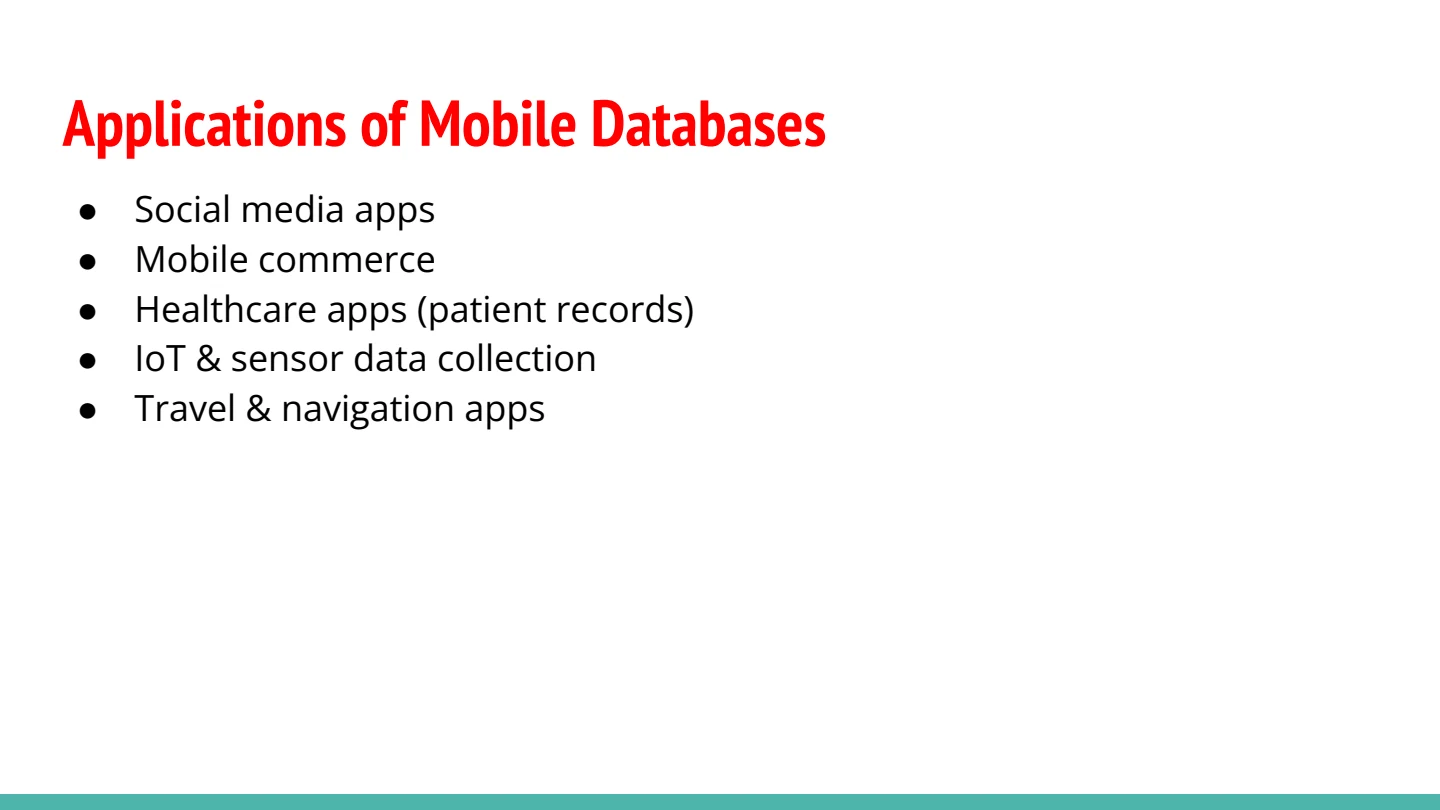 Applications of Mobile Databases
● Social media apps
● Mobile commerce
● Healthcare apps (patient records)
● IoT & sensor data collection
● Travel & navigation apps